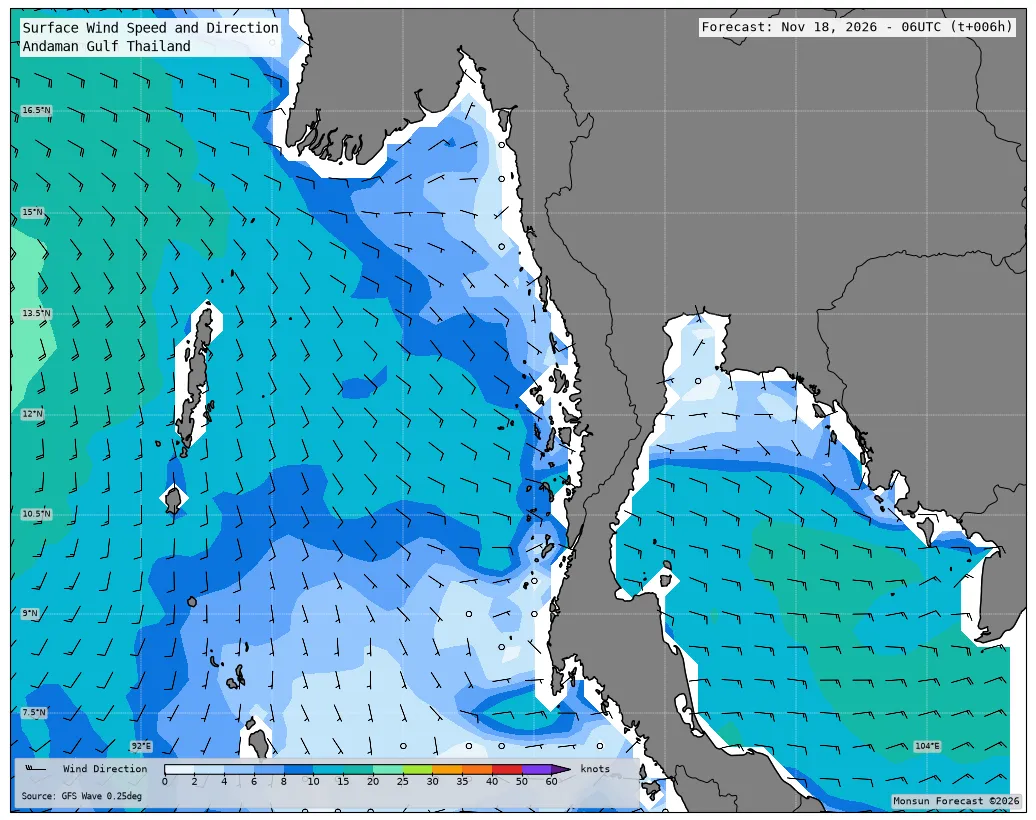 Surface Wind Speed and Direction
Andaman Gulf Thailand
Forecast: Nov 18, 2026 - 06UTC (t+006h)
16.5°N
15°N
13.5°N
12°N
10.5°N
9°N
7.5°N
92°E
104°E
Wind Direction
0 2 4 6 8 10 15 20 25 30 35 40 50 60 knots
Source: GFS Wave 0.25deg
Monsun Forecast ©2026